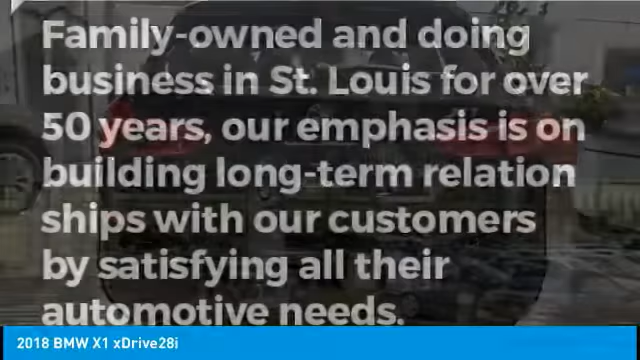 Family-owned and doing
business in St. Louis for over
50 years, our emphasis is on
building long-term relation
ships with our customers
by satisfying all their
automotive needs.
2018 BMW X1 xDrive28i